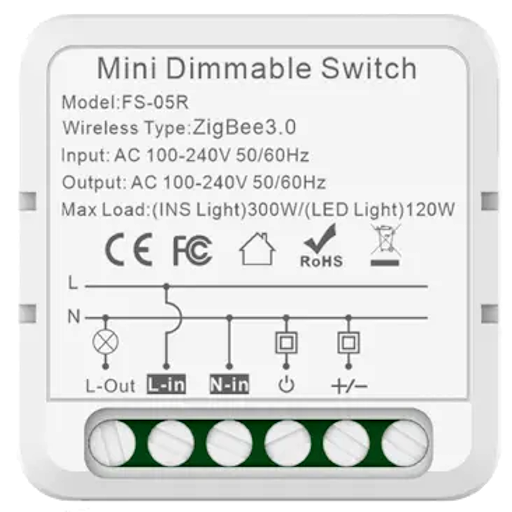 Mini Dimmable Switch
Model:FS-05R
Wireless Type:ZigBee3.0
Input: AC 100-240V 50/60Hz
Output: AC 100-240V 50/60Hz
Max Load:(INS Light)300W/(LED Light)120W
CE FC RoHS
L
N
L-Out L-in N-in ⏻ +/−